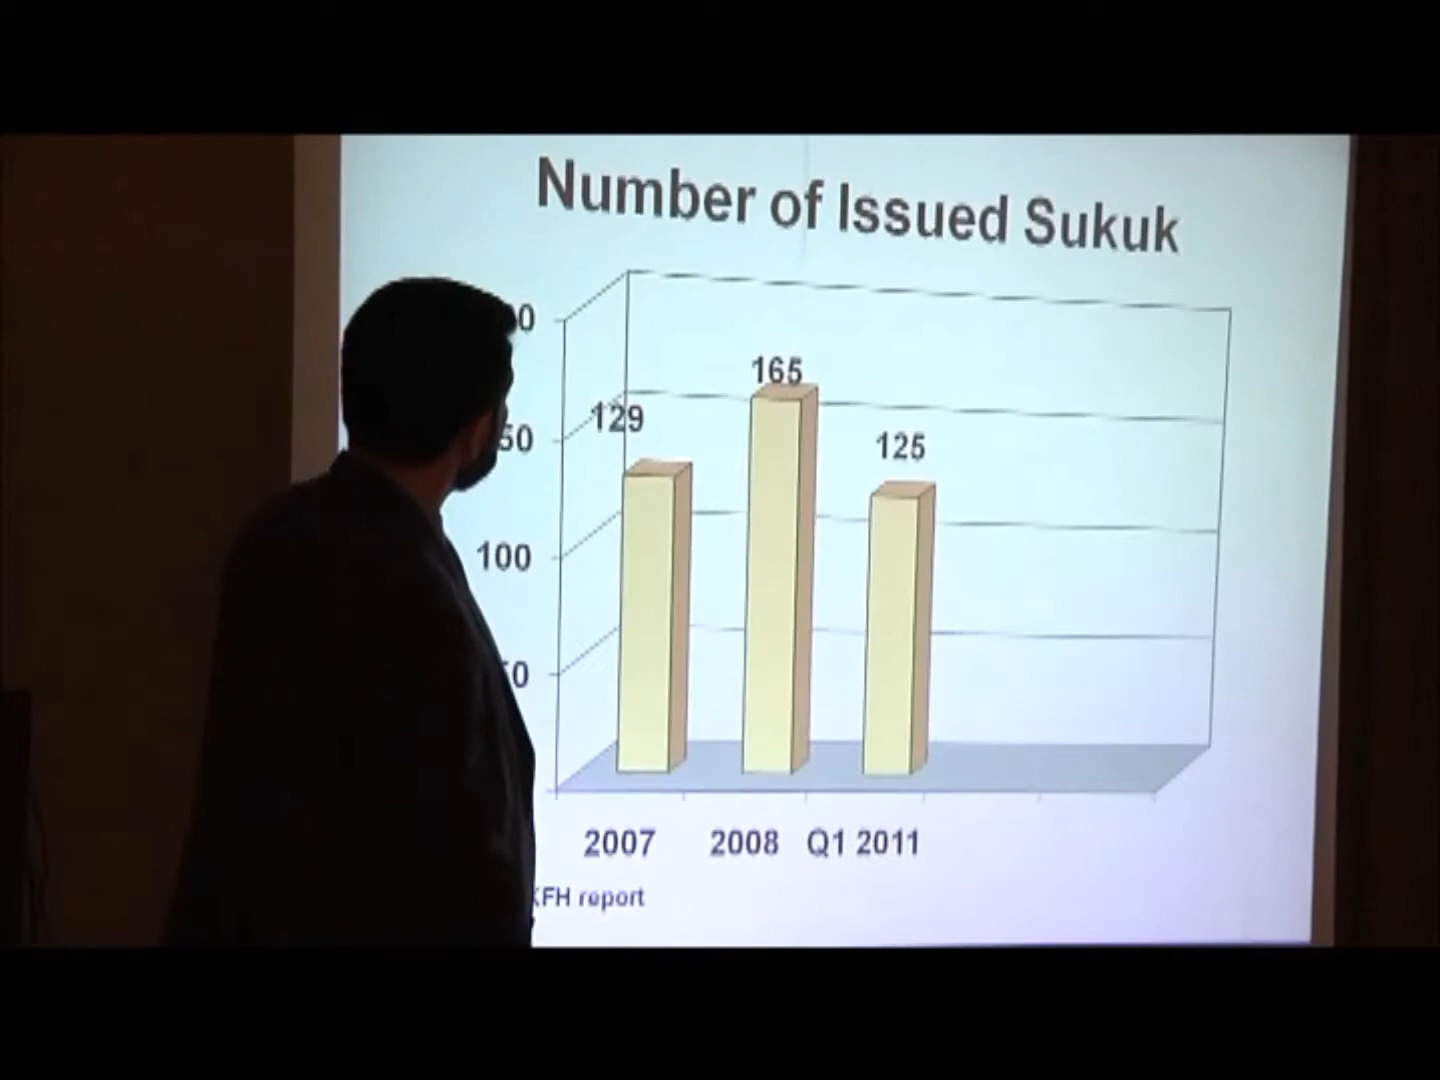 Number of Issued Sukuk
165
129
125
100
2007 2008 Q1 2011
KFH report